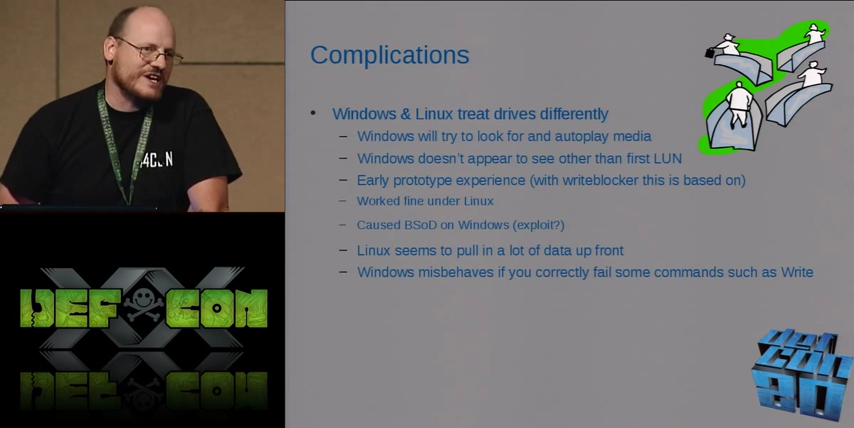 Complications
• Windows & Linux treat drives differently
– Windows will try to look for and autoplay media
– Windows doesn't appear to see other than first LUN
– Early prototype experience (with writeblocker this is based on)
– Worked fine under Linux
– Caused BSoD on Windows (exploit?)
– Linux seems to pull in a lot of data up front
– Windows misbehaves if you correctly fail some commands such as Write
XX
DEF CON
def
con
20